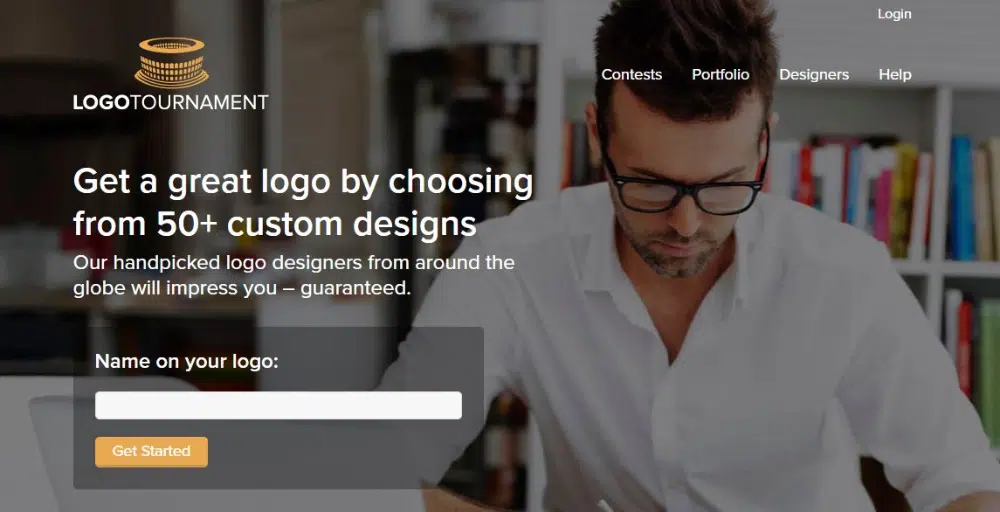 Login
LOGOTOURNAMENT
Contests Portfolio Designers Help
Get a great logo by choosing
from 50+ custom designs
Our handpicked logo designers from around the
globe will impress you – guaranteed.
Name on your logo:
Get Started